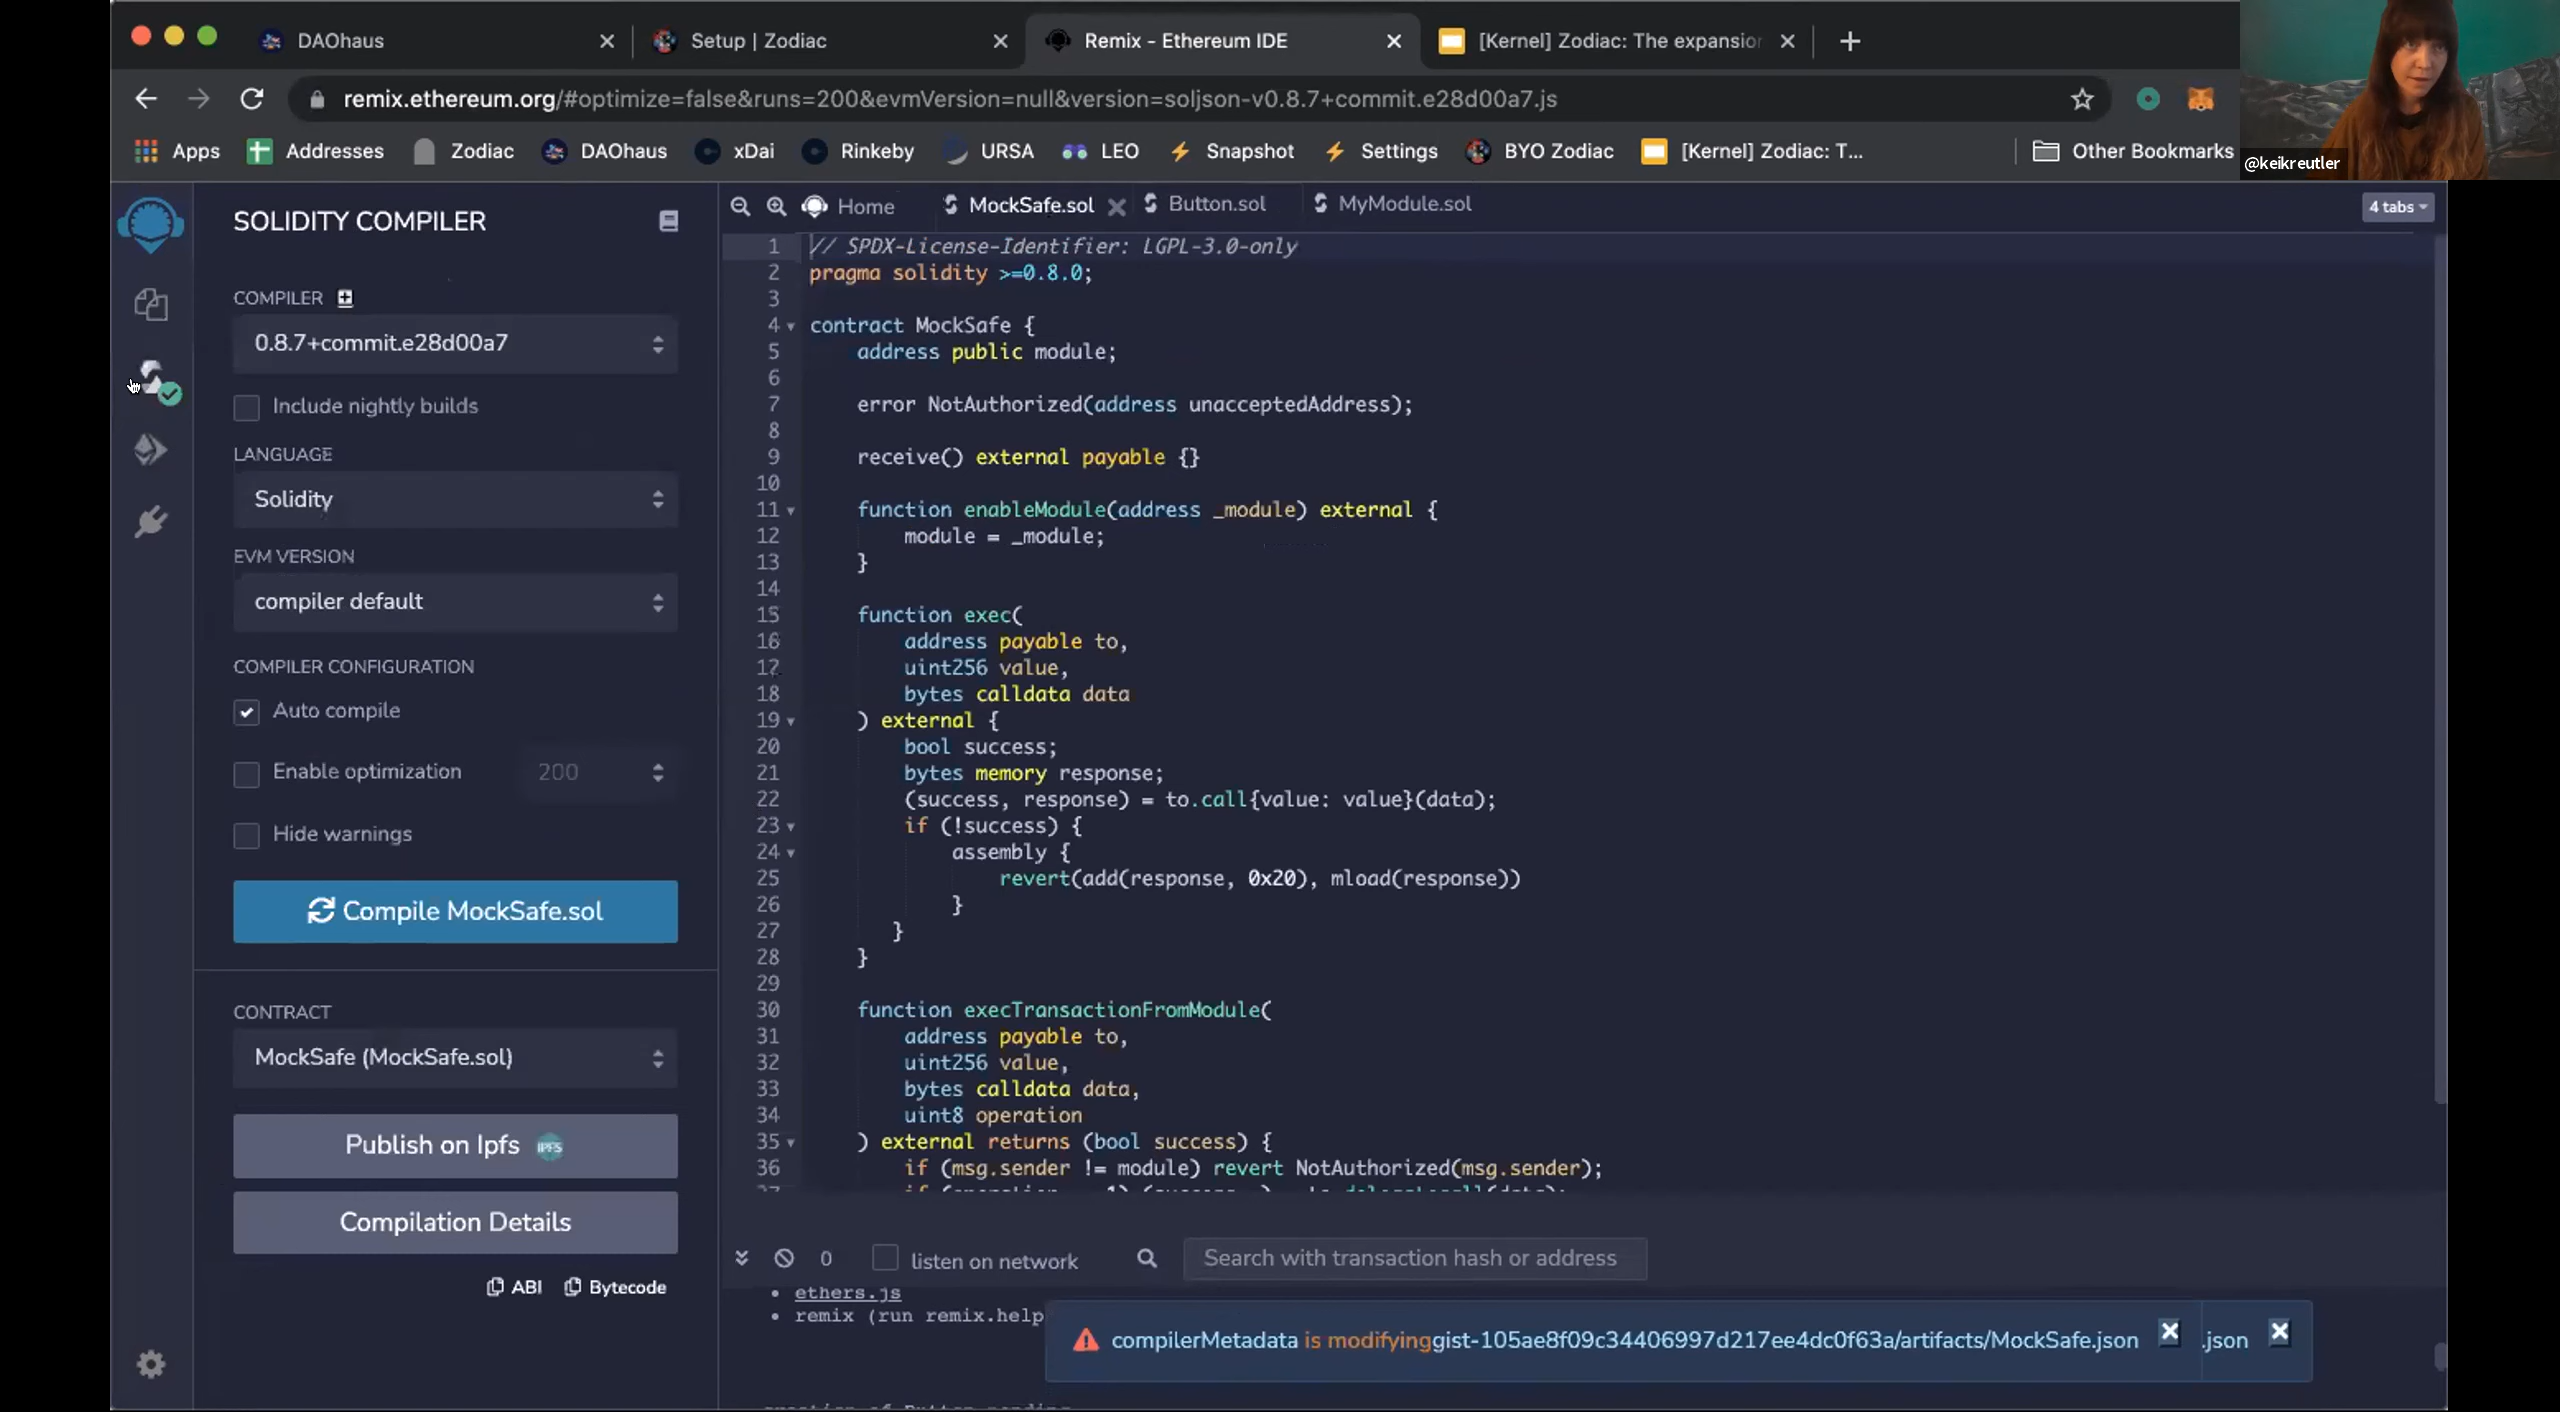 DAOhaus
Setup | Zodiac
Remix - Ethereum IDE
[Kernel] Zodiac: The expansion
remix.ethereum.org/#optimize=false&runs=200&evmVersion=null&version=soljson-v0.8.7+commit.e28d00a7.js
Apps
Addresses
Zodiac
DAOhaus
xDai
Rinkeby
URSA
LEO
Snapshot
Settings
BYO Zodiac
[Kernel] Zodiac: T...
Other Bookmarks
@keikreutler
SOLIDITY COMPILER
COMPILER
0.8.7+commit.e28d00a7
Include nightly builds
LANGUAGE
Solidity
EVM VERSION
compiler default
COMPILER CONFIGURATION
Auto compile
Enable optimization
200
Hide warnings
Compile MockSafe.sol
CONTRACT
MockSafe (MockSafe.sol)
Publish on Ipfs
IPFS
Compilation Details
ABI
Bytecode
Home
MockSafe.sol
Button.sol
MyModule.sol
4 tabs
1 // SPDX-License-Identifier: LGPL-3.0-only
2 pragma solidity >=0.8.0;
3
4 contract MockSafe {
5 address public module;
6
7 error NotAuthorized(address unacceptedAddress);
8
9 receive() external payable {}
10
11 function enableModule(address _module) external {
12 module = _module;
13 }
14
15 function exec(
16 address payable to,
17 uint256 value,
18 bytes calldata data
19 ) external {
20 bool success;
21 bytes memory response;
22 (success, response) = to.call{value: value}(data);
23 if (!success) {
24 assembly {
25 revert(add(response, 0x20), mload(response))
26 }
27 }
28 }
29
30 function execTransactionFromModule(
31 address payable to,
32 uint256 value,
33 bytes calldata data,
34 uint8 operation
35 ) external returns (bool success) {
36 if (msg.sender != module) revert NotAuthorized(msg.sender);
0
listen on network
Search with transaction hash or address
ethers.js
remix (run remix.help
compilerMetadata is modifyinggist-105ae8f09c34406997d217ee4dc0f63a/artifacts/MockSafe.json
.json